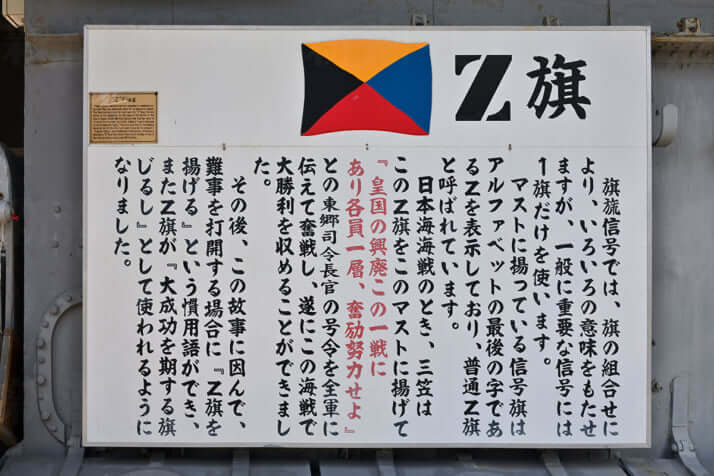 Z旗
旗旒信号では、旗の組合せに
より、いろいろの意味をもたせ
ますが、一般に重要な信号には
1旗だけを使います。
マストに揚っている信号旗は
アルファベットの最後の字であ
るZを表示しており、普通Z旗
と呼ばれています。
日本海海戦のとき、三笠は
このZ旗をこのマストに揚げて
『皇国の興廃この一戦に
あり各員一層、奮励努力せよ』
との東郷司令長官の号令を全軍に
伝えて奮戦し、遂にこの海戦で
大勝利を収めることができまし
た。
その後、この故事に因んで、
難事を打開する場合に『Z旗を
揚げる』という慣用語ができ、
またZ旗が『大成功を期する旗
じるし』として使われるように
なりました。